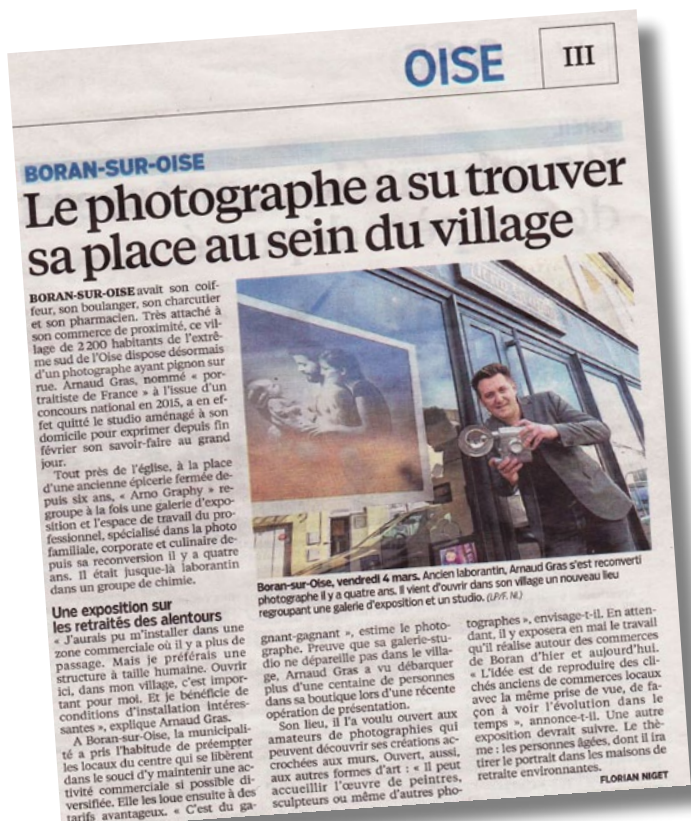 OISE
III
BORAN-SUR-OISE
Le photographe a su trouver
sa place au sein du village
BORAN-SUR-OISE avait son coif-
feur, son boulanger, son charcutier
et son pharmacien. Très attaché à
son commerce de proximité, ce vil-
lage de 2 200 habitants de l'extrê-
me sud de l'Oise dispose désormais
d'un photographe ayant pignon sur
rue. Arnaud Gras, nommé « por-
traitiste de France » à l'issue d'un
concours national en 2015, a en ef-
fet quitté le studio aménagé à son
domicile pour exprimer depuis fin
février son savoir-faire au grand
jour.
Tout près de l'église, à la place
d'une ancienne épicerie fermée de-
puis six ans, « Arno Graphy » re-
groupe à la fois une galerie d'expo-
sition et l'espace de travail du pro-
fessionnel, spécialisé dans la photo
familiale, corporate et culinaire de-
puis sa reconversion il y a quatre
ans. Il était jusque-là laborantin
dans un groupe de chimie.
Une exposition sur
les retraités des alentours
« J'aurais pu m'installer dans une
zone commerciale où il y a plus de
passage. Mais je préférais une
structure à taille humaine. Ouvrir
ici, dans mon village, c'est impor-
tant pour moi. Et je bénéficie de
conditions d'installation intéres-
santes », explique Arnaud Gras.
A Boran-sur-Oise, la municipali-
té a pris l'habitude de préempter
les locaux du centre qui se libèrent
dans le souci d'y maintenir une ac-
tivité commerciale si possible di-
versifiée. Elle les loue ensuite à des
tarifs avantageux. « C'est du ga-
Boran-sur-Oise, vendredi 4 mars. Ancien laborantin, Arnaud Gras s'est reconverti
photographe il y a quatre ans. Il vient d'ouvrir dans son village un nouveau lieu
regroupant une galerie d'exposition et un studio. (LP/F. NI.)
gnant-gagnant », estime le photo-
graphe. Preuve que sa galerie-stu-
dio ne dépareille pas dans le villa-
ge, Arnaud Gras a vu débarquer
plus d'une centaine de personnes
dans sa boutique lors d'une récente
opération de présentation.
Son lieu, il l'a voulu ouvert aux
amateurs de photographies qui
peuvent découvrir ses créations ac-
crochées aux murs. Ouvert, aussi,
aux autres formes d'art : « Il peut
accueillir l'œuvre de peintres,
sculpteurs ou même d'autres pho-
tographes », envisage-t-il. En atten-
dant, il y exposera en mai le travail
qu'il réalise autour des commerces
de Boran d'hier et aujourd'hui.
« L'idée est de reproduire des cli-
chés anciens de commerces locaux
avec la même prise de vue, de fa-
çon à voir l'évolution dans le
temps », annonce-t-il. Une autre
exposition devrait suivre. Le thè-
me : les personnes âgées, dont il ira
tirer le portrait dans les maisons de
retraite environnantes.
FLORIAN NIGET